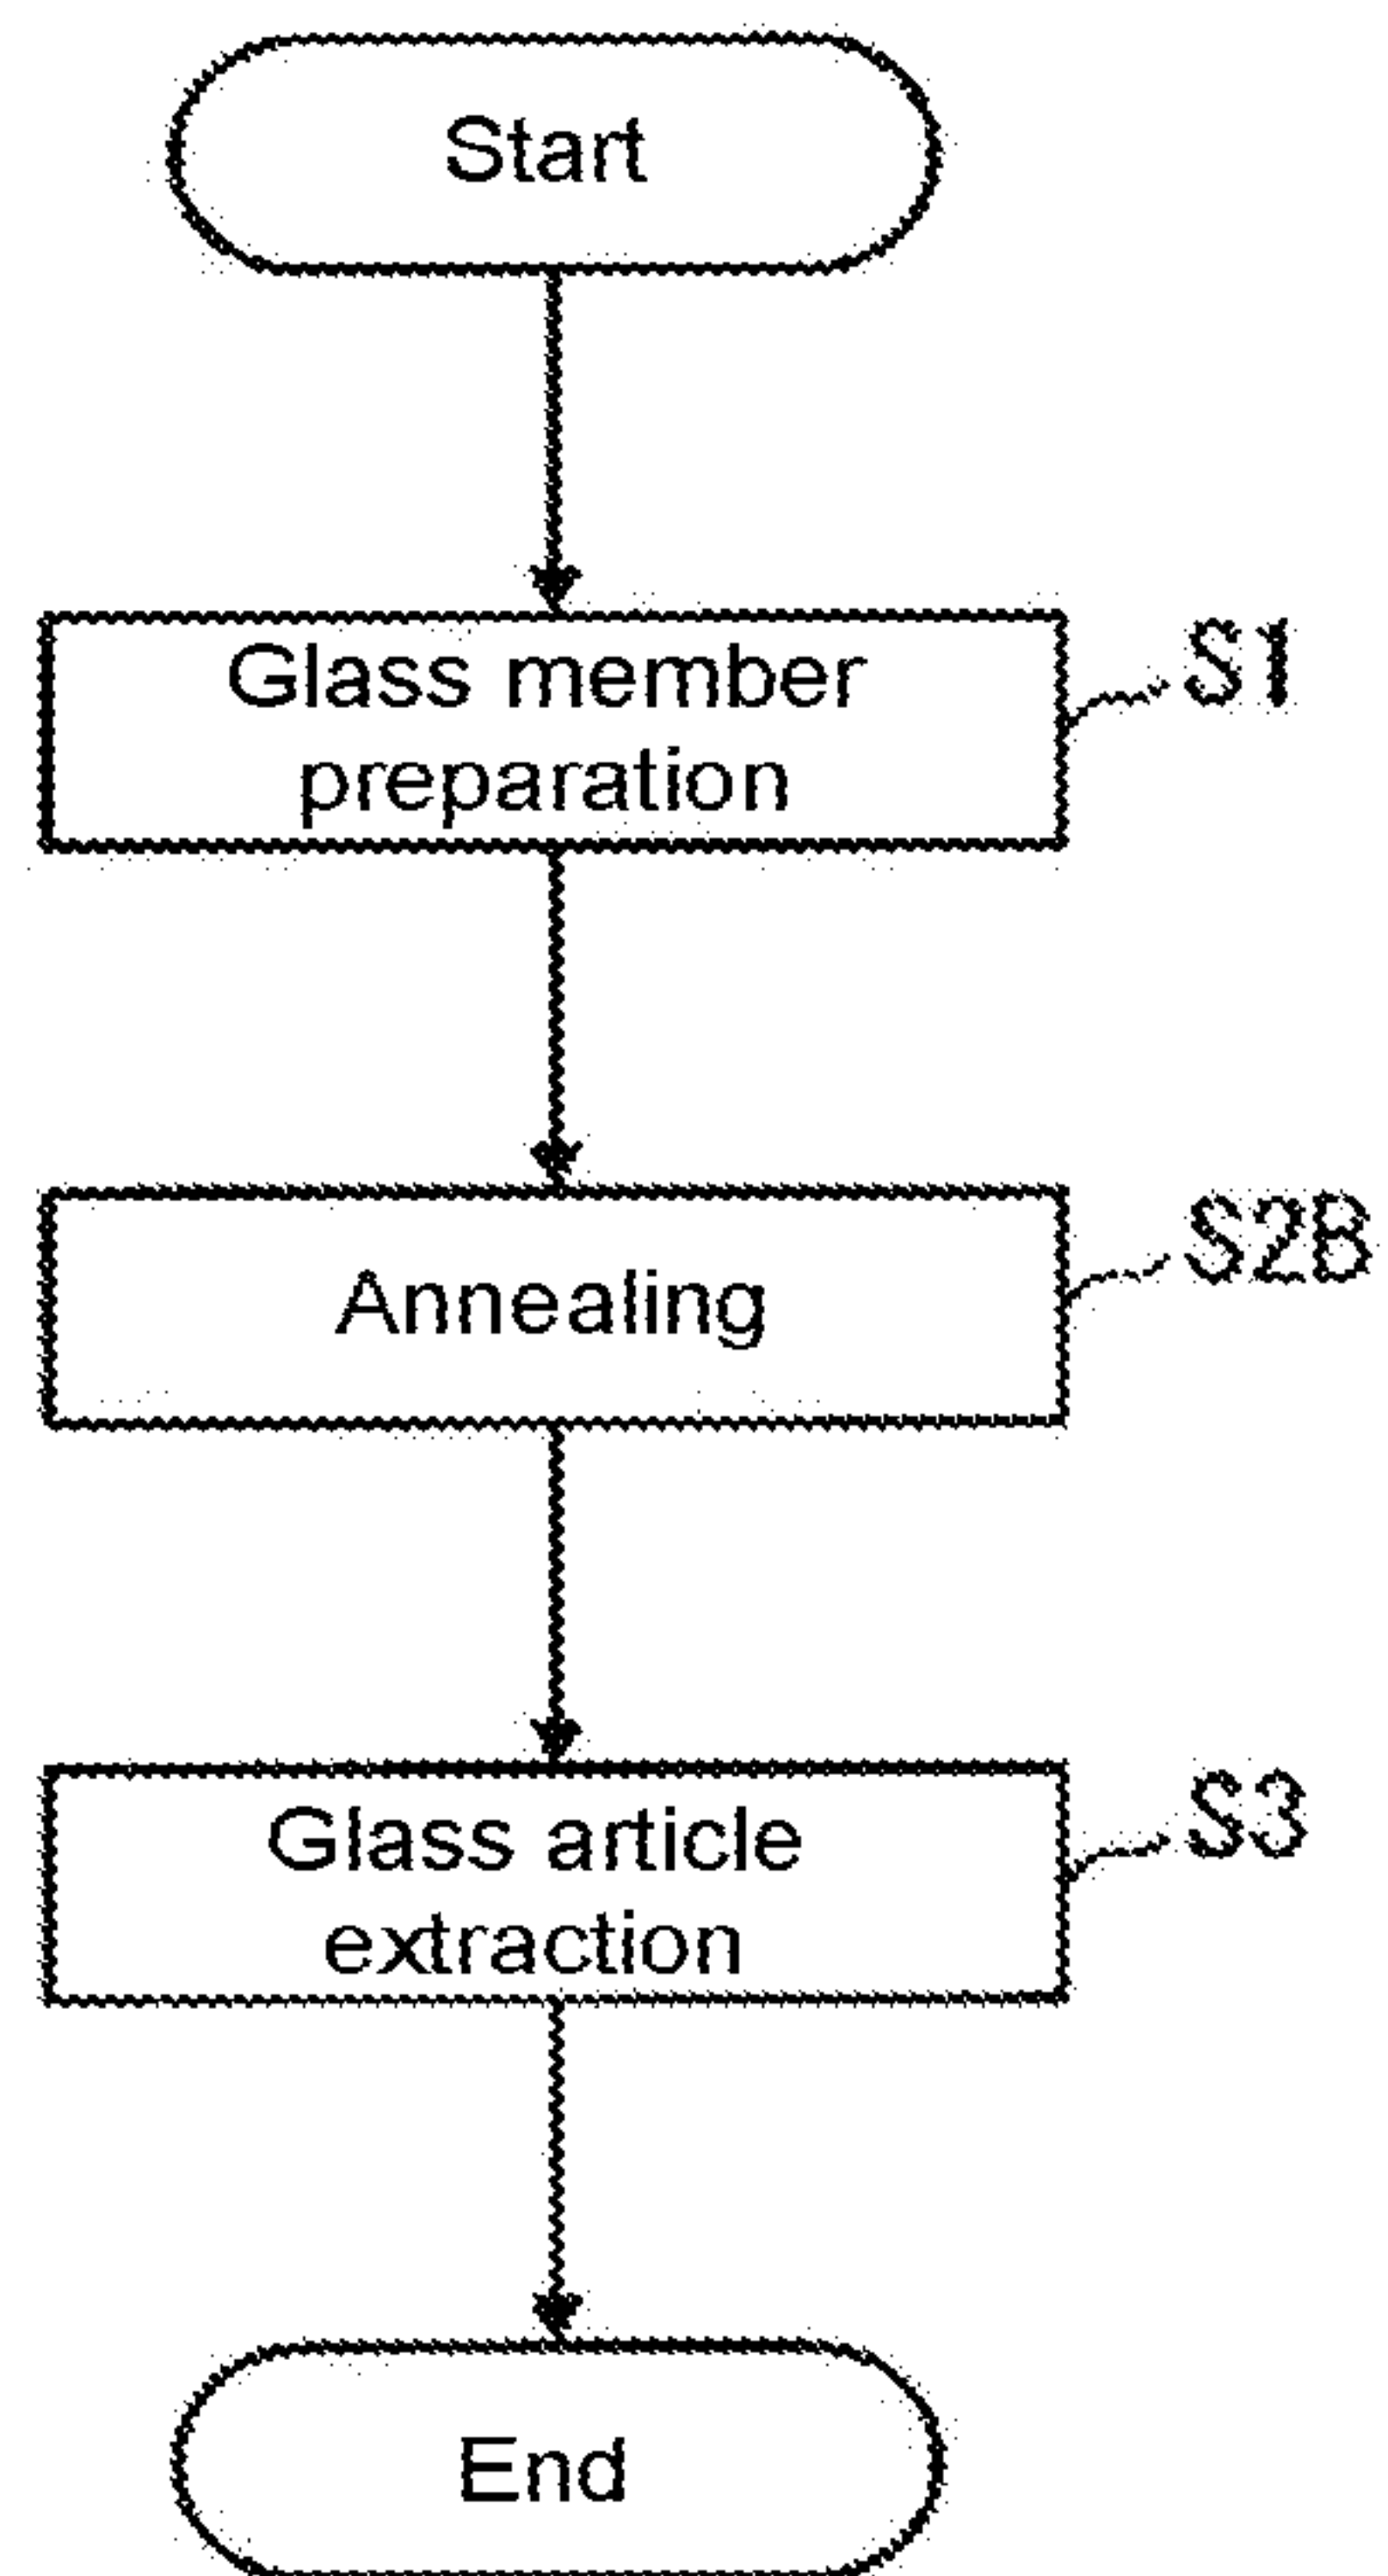 Start
Glass member
preparation
S1
Annealing
S2B
Glass article
extraction
S3
End